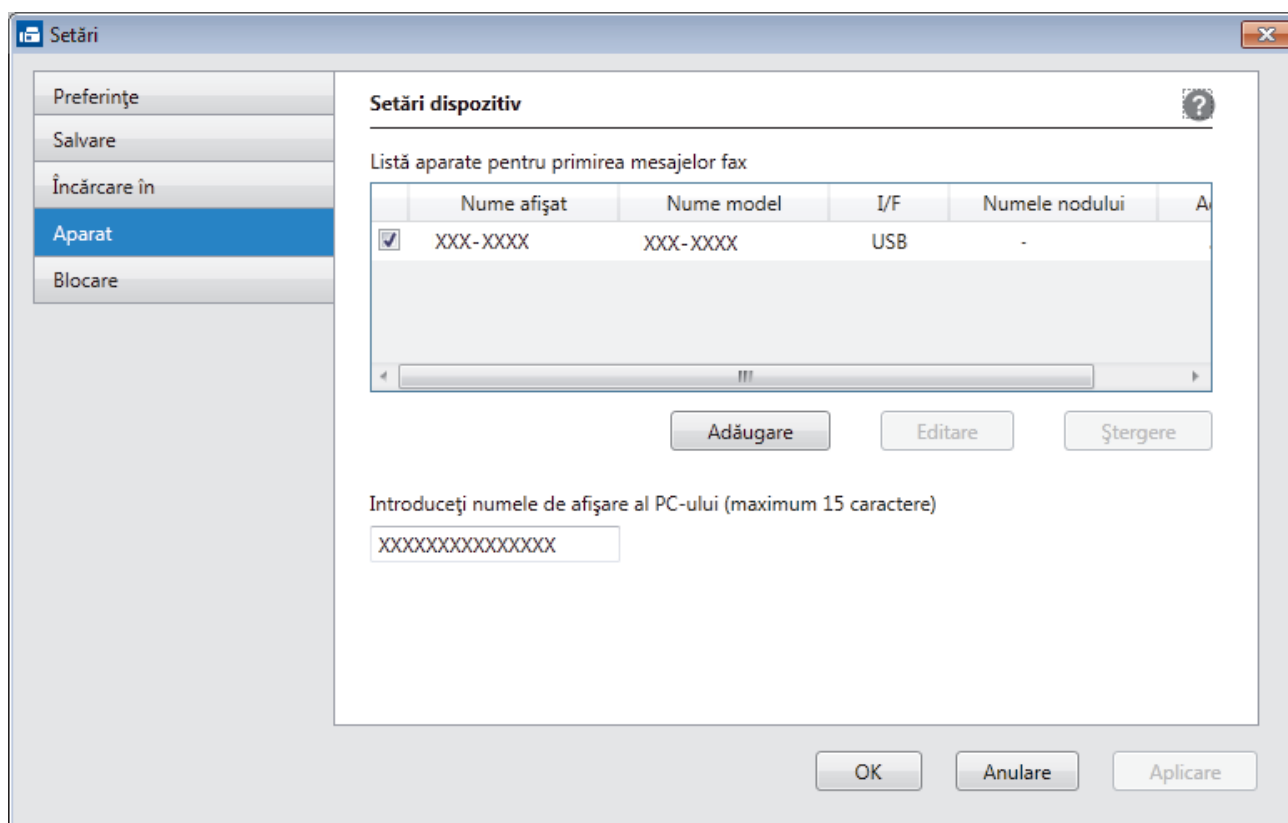 Setări
Preferinţe
Salvare
Încărcare în
Aparat
Blocare
Setări dispozitiv
?
Listă aparate pentru primirea mesajelor fax
Nume afişat Nume model I/F Numele nodului
XXX-XXXX XXX-XXXX USB -
Adăugare Editare Ştergere
Introduceţi numele de afişare al PC-ului (maximum 15 caractere)
XXXXXXXXXXXXXXX
OK Anulare Aplicare